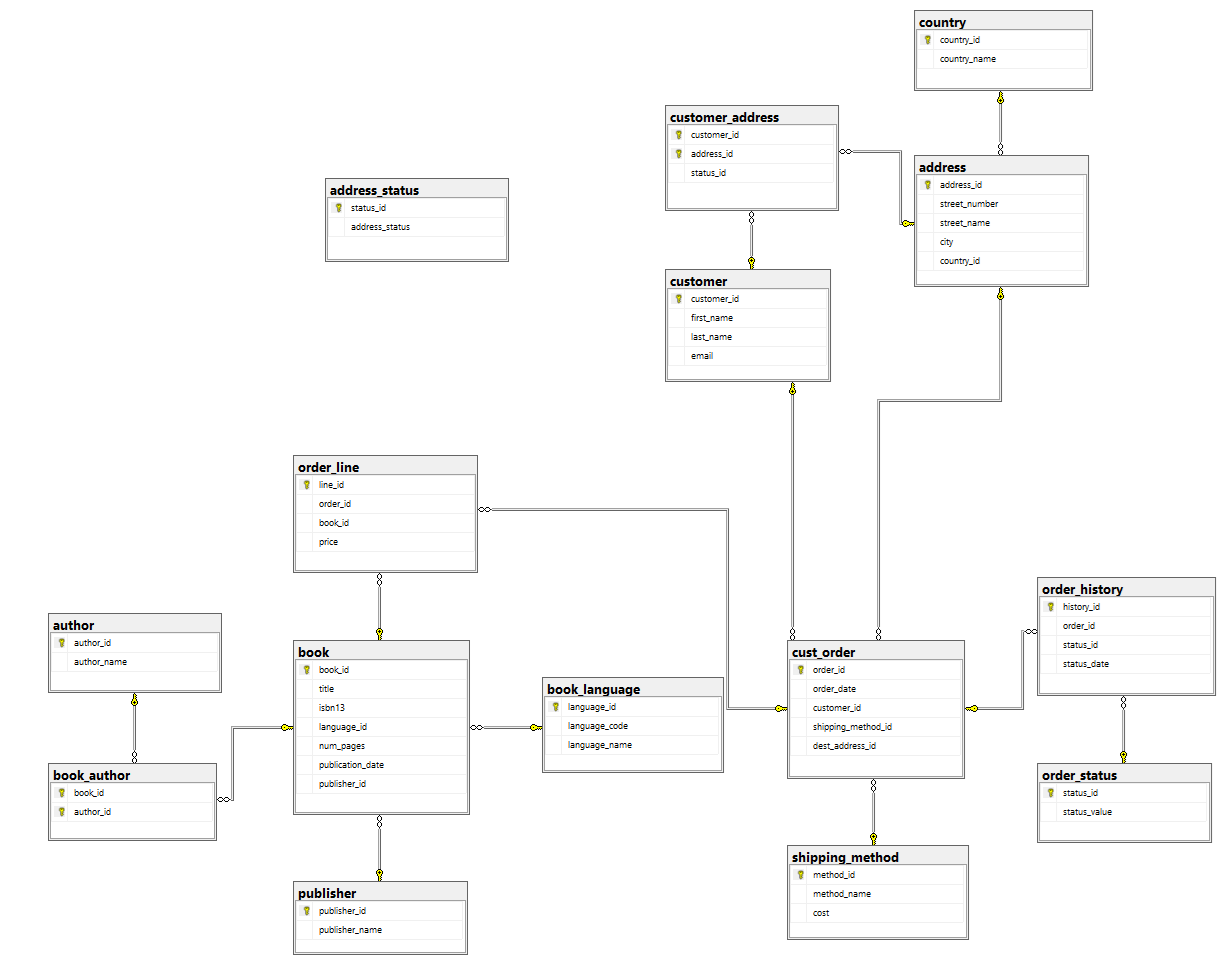 country
country_id
country_name
customer_address
customer_id
address_id
status_id
address
address_id
street_number
street_name
city
country_id
address_status
status_id
address_status
customer
customer_id
first_name
last_name
email
order_line
line_id
order_id
book_id
price
order_history
history_id
order_id
status_id
status_date
author
author_id
author_name
book
book_id
title
isbn13
language_id
num_pages
publication_date
publisher_id
book_language
language_id
language_code
language_name
cust_order
order_id
order_date
customer_id
shipping_method_id
dest_address_id
book_author
book_id
author_id
order_status
status_id
status_value
shipping_method
method_id
method_name
cost
publisher
publisher_id
publisher_name